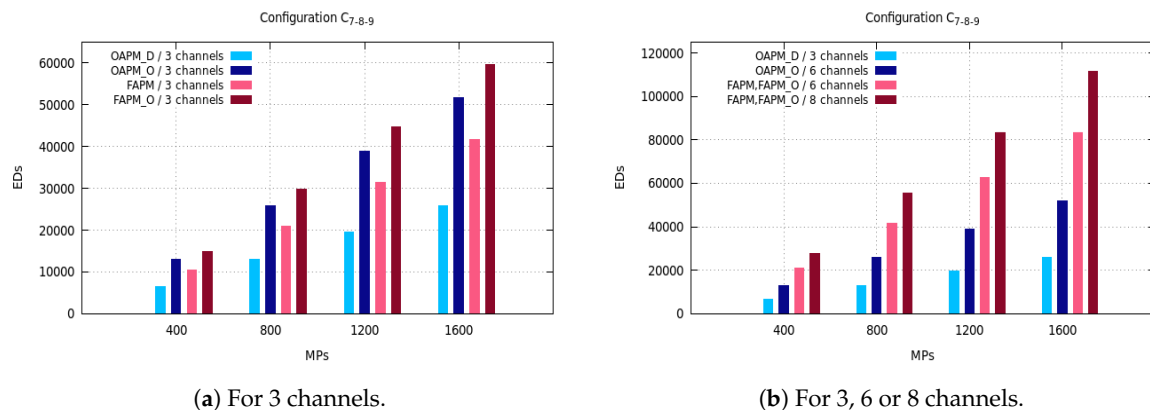 Configuration C7-8-9
OAPM_D / 3 channels
OAPM_O / 3 channels
FAPM / 3 channels
FAPM_O / 3 channels
60000
50000
40000
30000
20000
10000
0
EDs
400 800 1200 1600
MPs
(a) For 3 channels.
Configuration C7-8-9
OAPM_D / 3 channels
OAPM_O / 6 channels
FAPM,FAPM_O / 6 channels
FAPM,FAPM_O / 8 channels
120000
100000
80000
60000
40000
20000
0
EDs
400 800 1200 1600
MPs
(b) For 3, 6 or 8 channels.